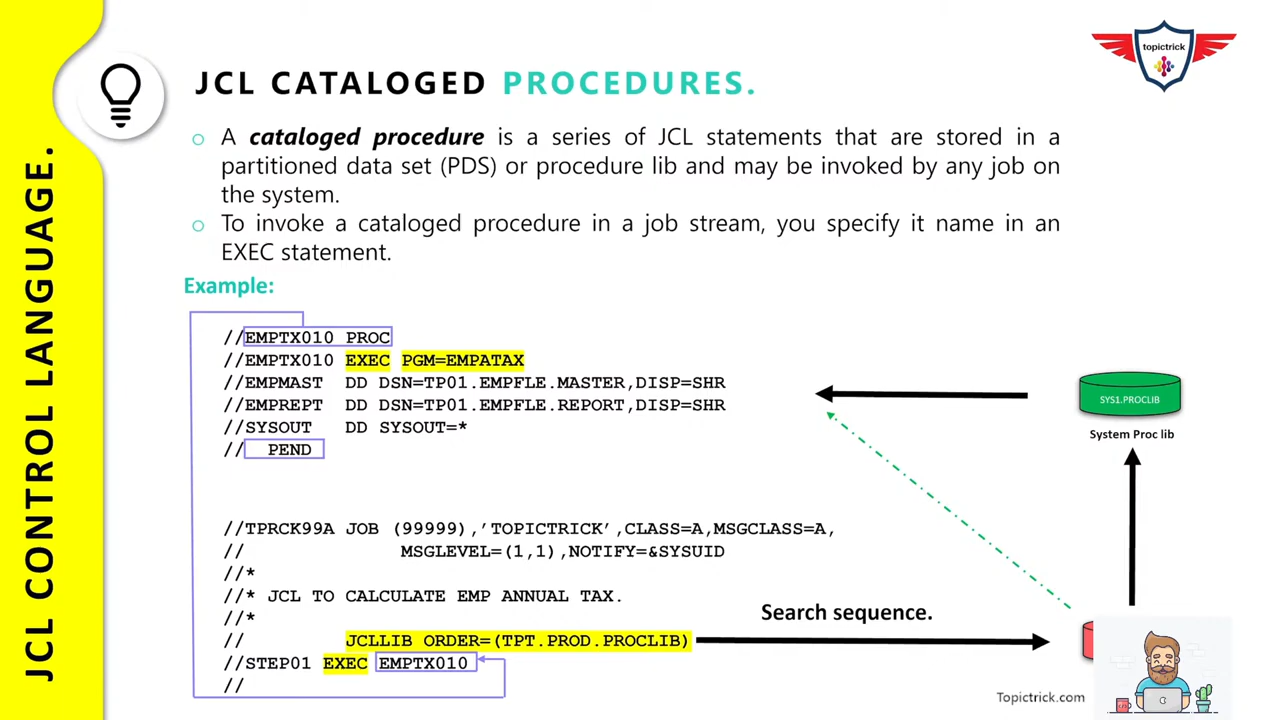 topictrick
JCL CATALOGED PROCEDURES.
JCL CONTROL LANGUAGE.
o A cataloged procedure is a series of JCL statements that are stored in a
partitioned data set (PDS) or procedure lib and may be invoked by any job on
the system.
o To invoke a cataloged procedure in a job stream, you specify it name in an
EXEC statement.
Example:
//EMPTX010 PROC
//EMPTX010 EXEC PGM=EMPATAX
//EMPMAST DD DSN=TP01.EMPFLE.MASTER,DISP=SHR
//EMPREPT DD DSN=TP01.EMPFLE.REPORT,DISP=SHR
//SYSOUT DD SYSOUT=*
// PEND
SYS1.PROCLIB
System Proc lib
//TPRCK99A JOB (99999),’TOPICTRICK’,CLASS=A,MSGCLASS=A,
// MSGLEVEL=(1,1),NOTIFY=&SYSUID
//*
//* JCL TO CALCULATE EMP ANNUAL TAX.
//*
// JCLLIB ORDER=(TPT.PROD.PROCLIB)
Search sequence.
//STEP01 EXEC EMPTX010
//
Topictrick.com